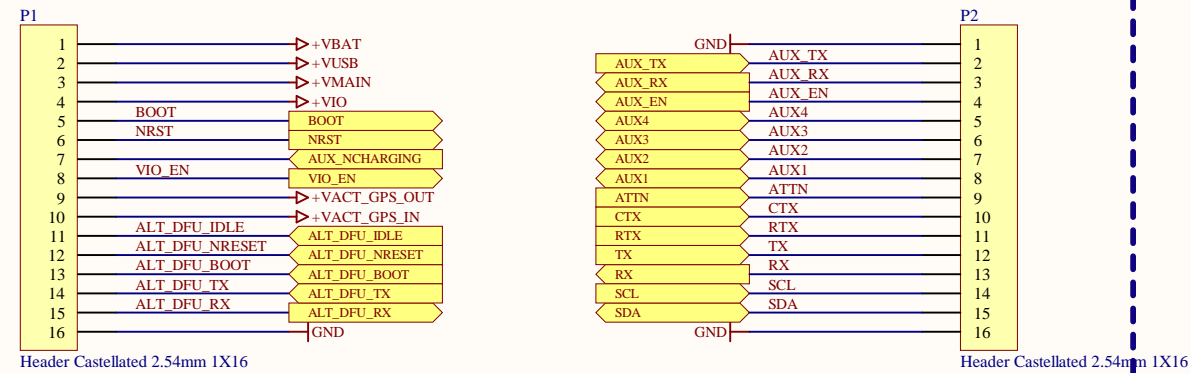 P1
1 +VBAT
2 +VUSB
3 +VMAIN
4 +VIO
5 BOOT BOOT
6 NRST NRST
7 AUX_NCHARGING
8 VIO_EN VIO_EN
9 +VACT_GPS_OUT
10 +VACT_GPS_IN
11 ALT_DFU_IDLE ALT_DFU_IDLE
12 ALT_DFU_NRESET ALT_DFU_NRESET
13 ALT_DFU_BOOT ALT_DFU_BOOT
14 ALT_DFU_TX ALT_DFU_TX
15 ALT_DFU_RX ALT_DFU_RX
16 GND
Header Castellated 2.54mm 1X16
P2
GND 1
AUX_TX AUX_TX 2
AUX_RX AUX_RX 3
AUX_EN AUX_EN 4
AUX4 AUX4 5
AUX3 AUX3 6
AUX2 AUX2 7
AUX1 AUX1 8
ATTN ATTN 9
CTX CTX 10
RTX RTX 11
TX TX 12
RX RX 13
SCL SCL 14
SDA SDA 15
GND 16
Header Castellated 2.54mm 1X16